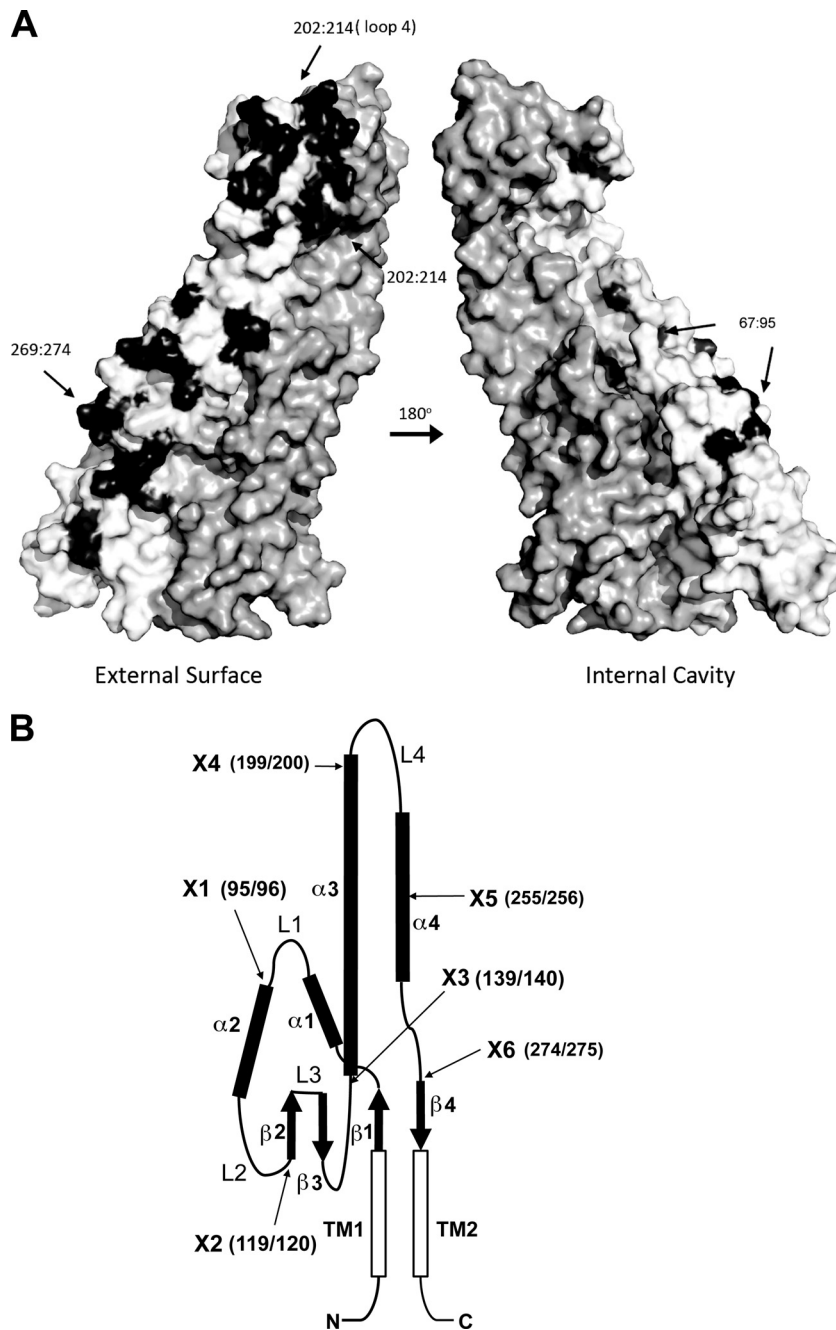 A
202:214( loop 4)
202:214
269:274
67:95
180°
External Surface
Internal Cavity
B
X4 (199/200)
L4
X1 (95/96)
α3
X5 (255/256)
α4
L1
X3 (139/140)
α2
α1
X6 (274/275)
L3
β4
β2
β1
L2
β3
X2 (119/120)
TM1
TM2
N
C